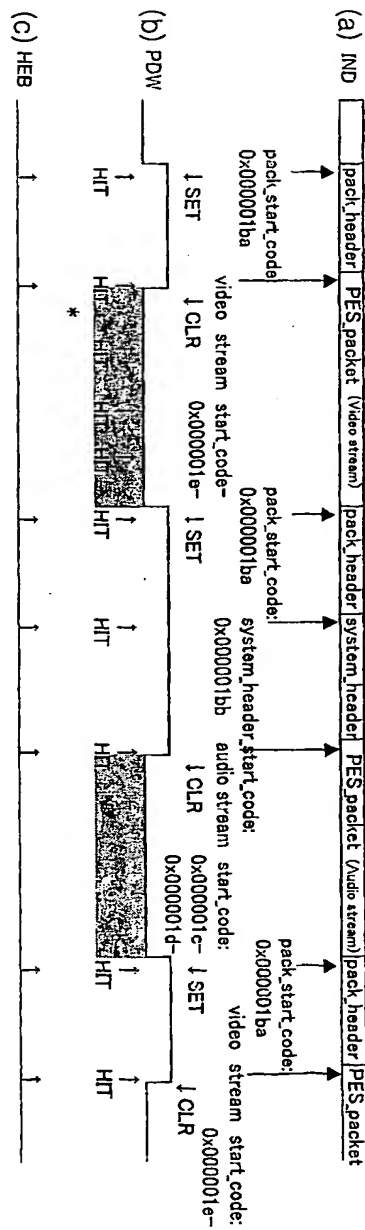 (a) IND
pack_header
PES_packet (Video stream)
pack_header
system_header
PES_packet (Audio stream)
pack_header
PES_packet
pack_start_code:
0x000001ba
video stream start_code-
0x000001e-
pack_start_code:
0x000001ba
system_header_start_code:
0x000001bb
audio stream start_code:
0x000001c-
0x000001d-
pack_start_code:
0x000001ba
video stream start_code:
0x000001e-
(b) PDW
↓SET
↓CLR
↓SET
↓CLR
↓SET
↓CLR
HIT
HIT
*
HIT
HIT
HIT
HIT
HIT
(c) HEB